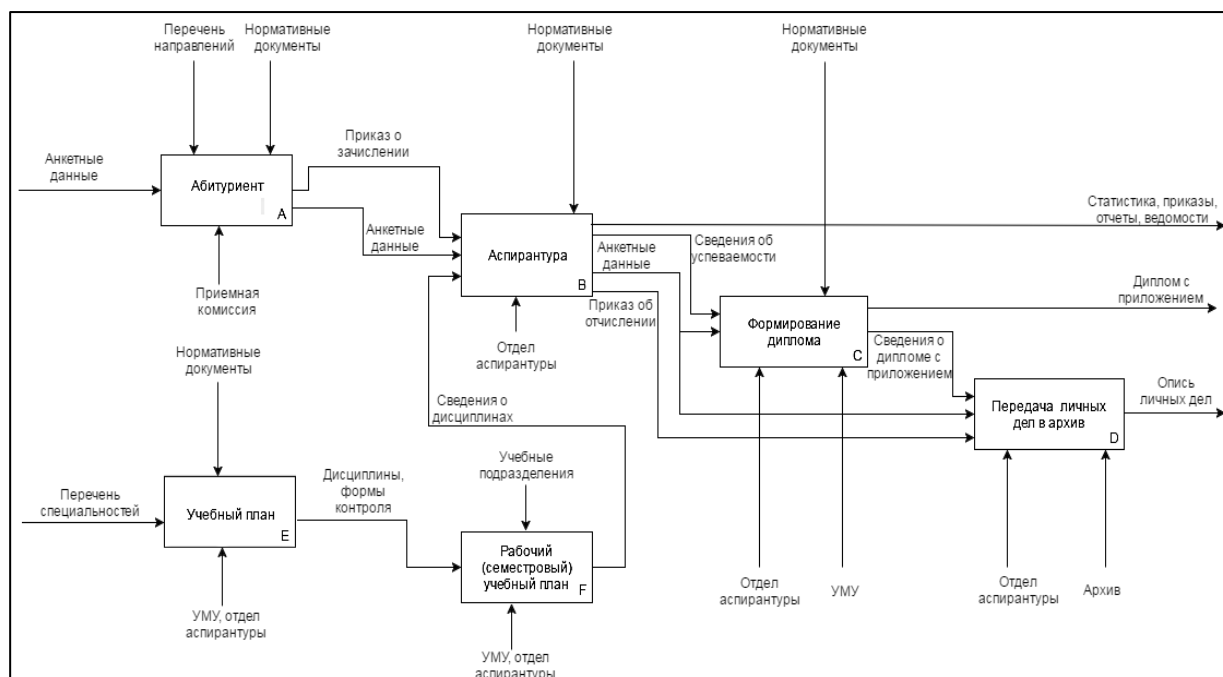 Перечень
направлений
Нормативные
документы
Нормативные
документы
Нормативные
документы
Анкетные
данные
Абитуриент
A
Приказ о
зачислении
Анкетные
данные
Приемная
комиссия
Аспирантура
B
Статистика, приказы,
отчеты, ведомости
Сведения об
успеваемости
Анкетные
данные
Приказ об
отчислении
Отдел
аспирантуры
Формирование
диплома
C
Диплом с
приложением
Сведения о
дипломе с
приложением
Передача личных
дел в архив
D
Опись
личных дел
Нормативные
документы
Сведения о
дисциплинах
Перечень
специальностей
Учебный план
E
Дисциплины,
формы
контроля
Учебные
подразделения
Рабочий
(семестровый)
учебный план
F
УМУ, отдел
аспирантуры
УМУ, отдел
аспирантуры
Отдел
аспирантуры
УМУ
Отдел
аспирантуры
Архив